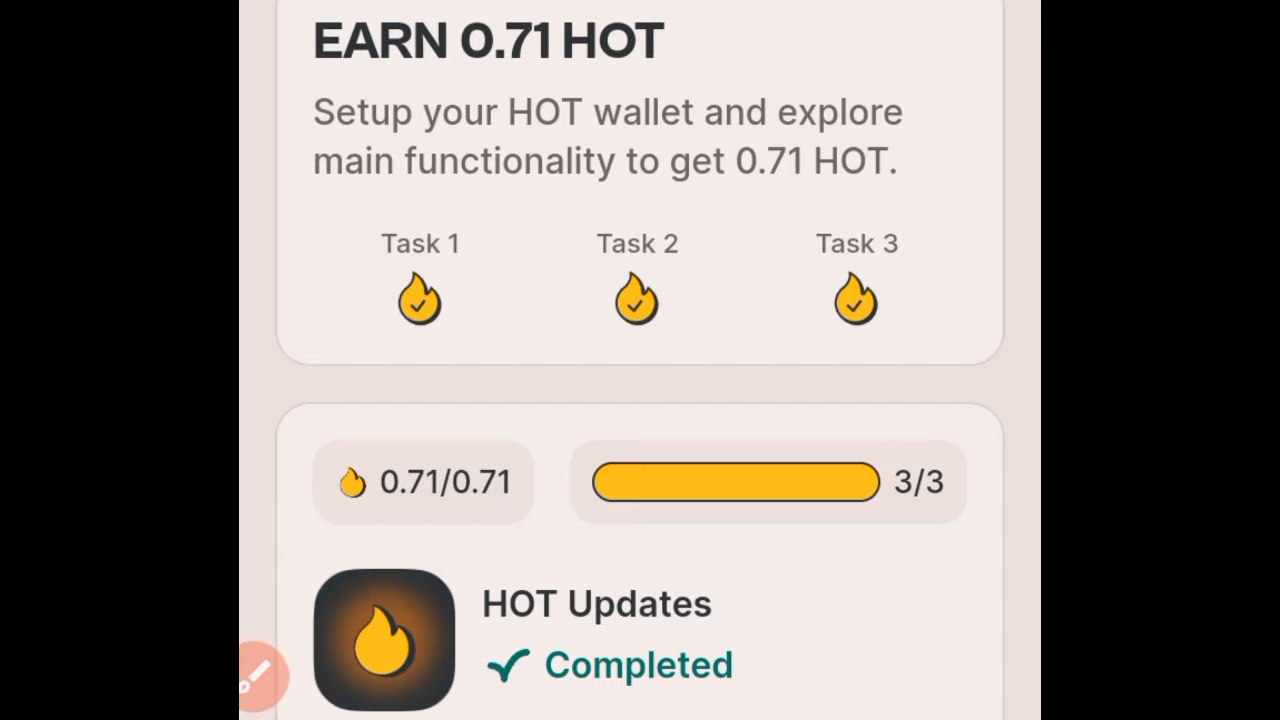 EARN 0.71 HOT
Setup your HOT wallet and explore
main functionality to get 0.71 HOT.
Task 1 Task 2 Task 3
0.71/0.71 3/3
HOT Updates
Completed